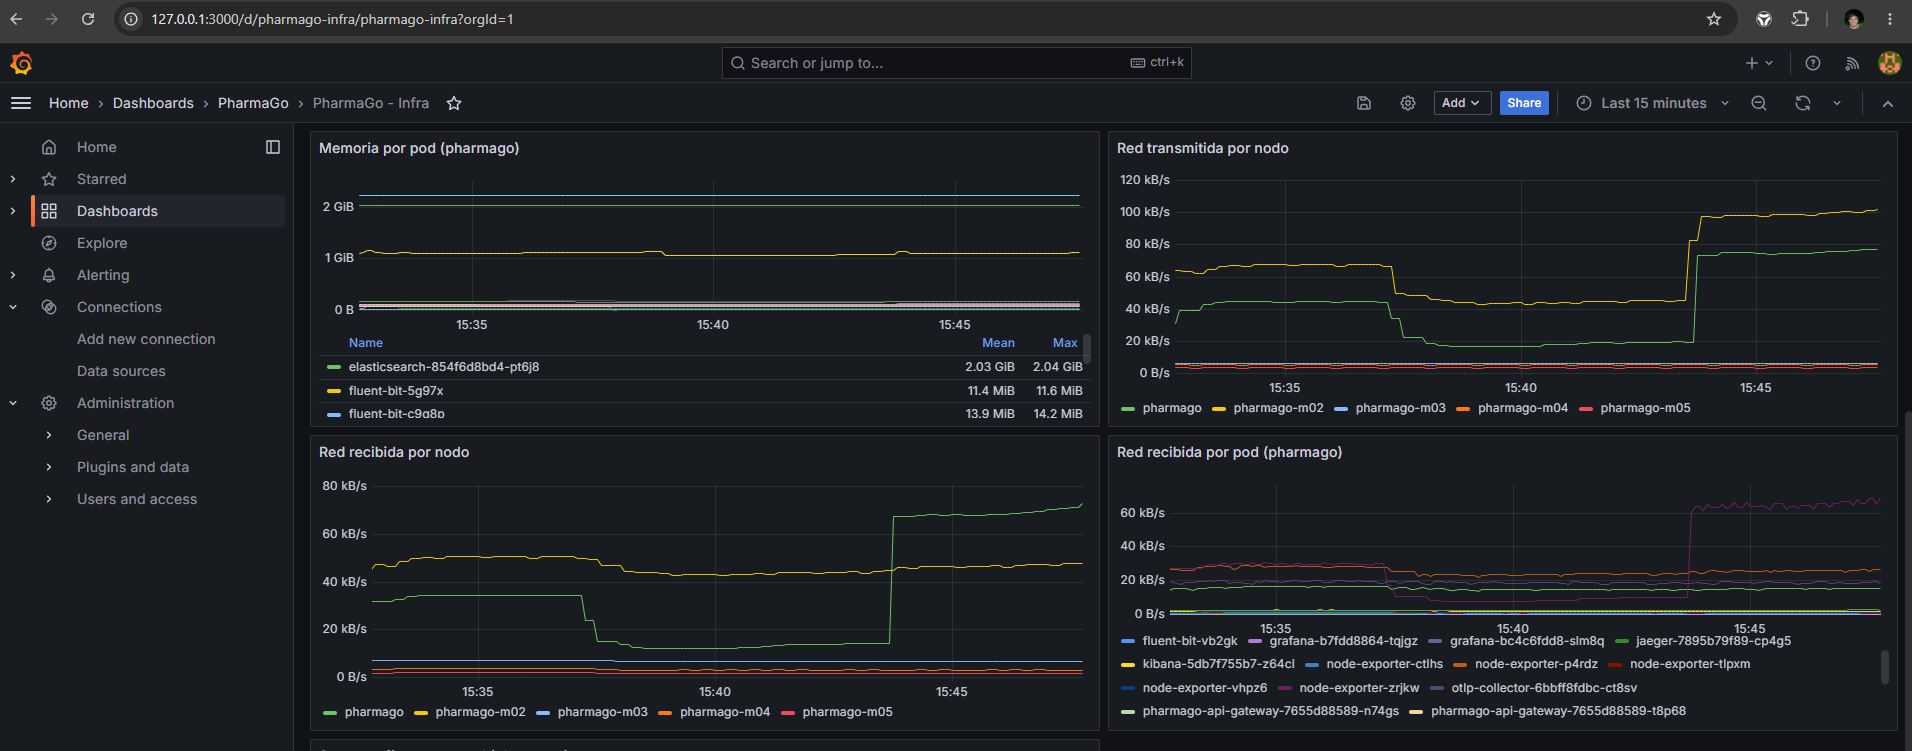 127.0.0.1:3000/d/pharmago-infra/pharmago-infra?orgId=1
Search or jump to... ctrl+k
Home › Dashboards › PharmaGo › PharmaGo - Infra
Add Share Last 15 minutes
Home
Starred
Dashboards
Explore
Alerting
Connections
Add new connection
Data sources
Administration
General
Plugins and data
Users and access
Memoria por pod (pharmago)
2 GiB
1 GiB
0 B
15:35 15:40 15:45
Name Mean Max
elasticsearch-854f6d8bd4-pt6j8 2.03 GiB 2.04 GiB
fluent-bit-5g97x 11.4 MiB 11.6 MiB
fluent-bit-c9q8p 13.9 MiB 14.2 MiB
Red transmitida por nodo
120 kB/s
100 kB/s
80 kB/s
60 kB/s
40 kB/s
20 kB/s
0 B/s
15:35 15:40 15:45
pharmago pharmago-m02 pharmago-m03 pharmago-m04 pharmago-m05
Red recibida por nodo
80 kB/s
60 kB/s
40 kB/s
20 kB/s
0 B/s
15:35 15:40 15:45
pharmago pharmago-m02 pharmago-m03 pharmago-m04 pharmago-m05
Red recibida por pod (pharmago)
60 kB/s
40 kB/s
20 kB/s
0 B/s
15:35 15:40 15:45
fluent-bit-vb2gk grafana-b7fdd8864-tqjgz grafana-bc4c6fdd8-slm8q jaeger-7895b79f89-cp4g5
kibana-5db7f755b7-z64cl node-exporter-ctlhs node-exporter-p4rdz node-exporter-tlpxm
node-exporter-vhpz6 node-exporter-zrjkw otlp-collector-6bbff8fdbc-ct8sv
pharmago-api-gateway-7655d88589-n74gs pharmago-api-gateway-7655d88589-t8p68